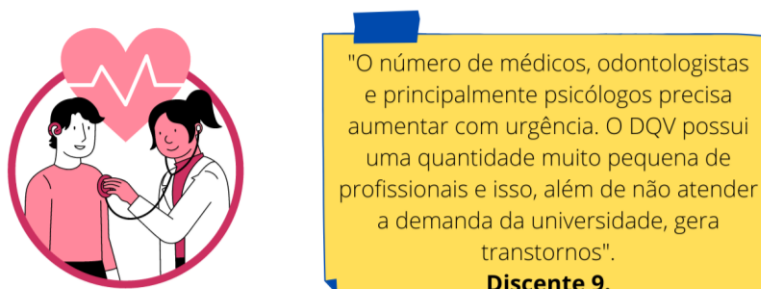 "O número de médicos, odontologistas
e principalmente psicólogos precisa
aumentar com urgência. O DQV possui
uma quantidade muito pequena de
profissionais e isso, além de não atender
a demanda da universidade, gera
transtornos".
Discente 9.